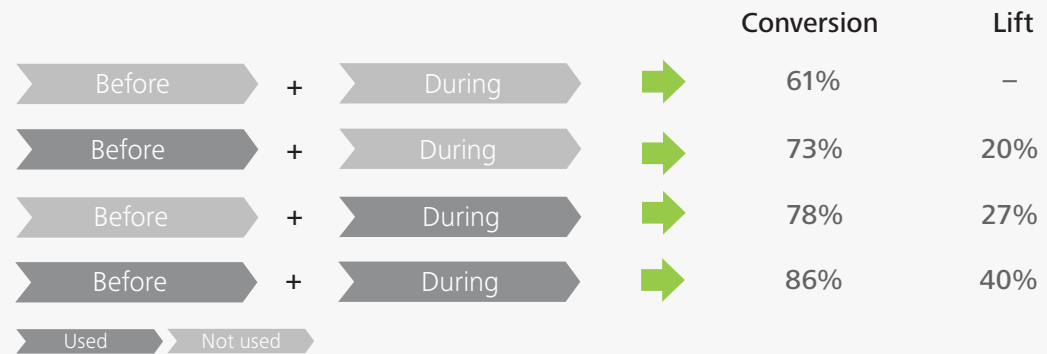 Conversion Lift
Before + During 61% –
Before + During 73% 20%
Before + During 78% 27%
Before + During 86% 40%
Used Not used